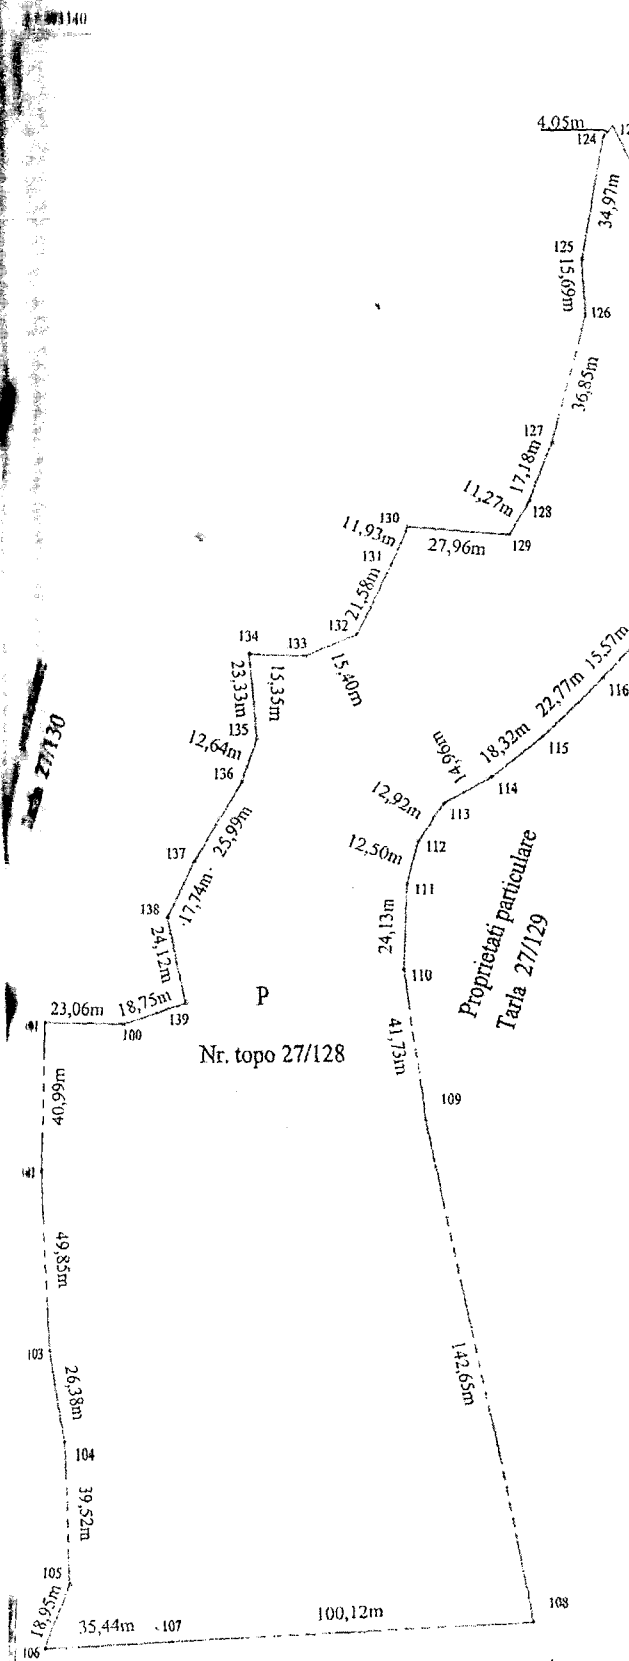 4,05m
124
34,97m
125
15,69m
126
36,85m
127
17,18m
11,27m
128
130
11,93m
27,96m
129
131
21,58m
132
134
133
15,40m
23,33m
15,35m
15,57m
116
22,77m
135
12,64m
14,96m
18,32m
115
136
114
12,92m
113
25,99m
12,50m
112
137
17,74m
111
138
24,12m
24,13m
Proprietati particulare
Tarla 27/129
27/130
110
18,75m
23,06m
139
P
100
41,73m
Nr. topo 27/128
40,99m
109
49,85m
103
26,38m
142,65m
104
39,52m
105
18,95m
35,44m
107
100,12m
108
106